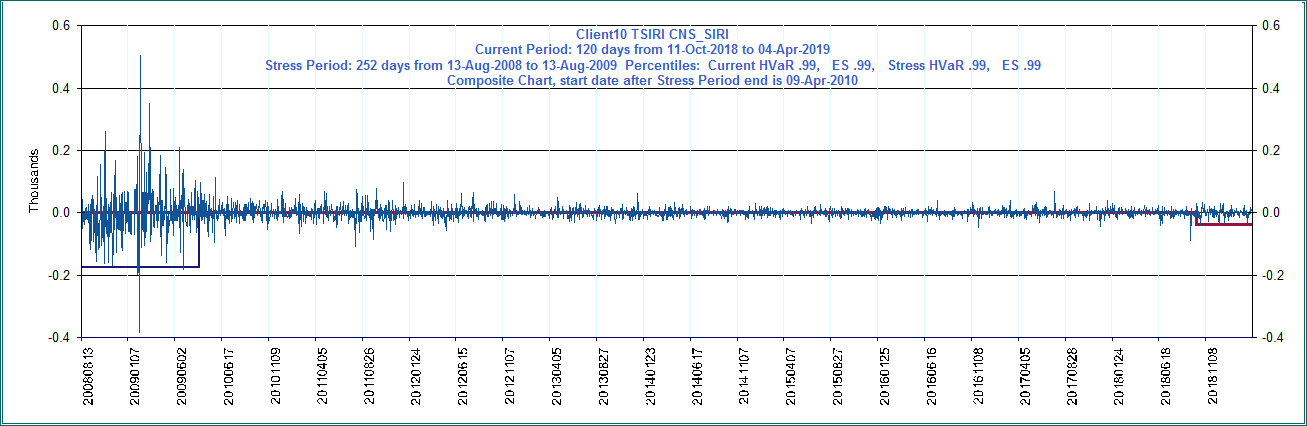 Client10 TSIRI CNS_SIRI
Current Period: 120 days from 11-Oct-2018 to 04-Apr-2019
Stress Period: 252 days from 13-Aug-2008 to 13-Aug-2009 Percentiles: Current HVaR .99, ES .99, Stress HVaR .99, ES .99
Composite Chart, start date after Stress Period end is 09-Apr-2010
0.6 0.6
0.4 0.4
0.2 0.2
0.0 0.0
-0.2 -0.2
-0.4 -0.4
Thousands
20080813 20090107 20090602 20100617 20101109 20110405 20110826 20120124 20120615 20121107 20130405 20130827 20140123 20140617 20141107 20150407 20150827 20160125 20160616 20161108 20170405 20170828 20180124 20180618 20181108